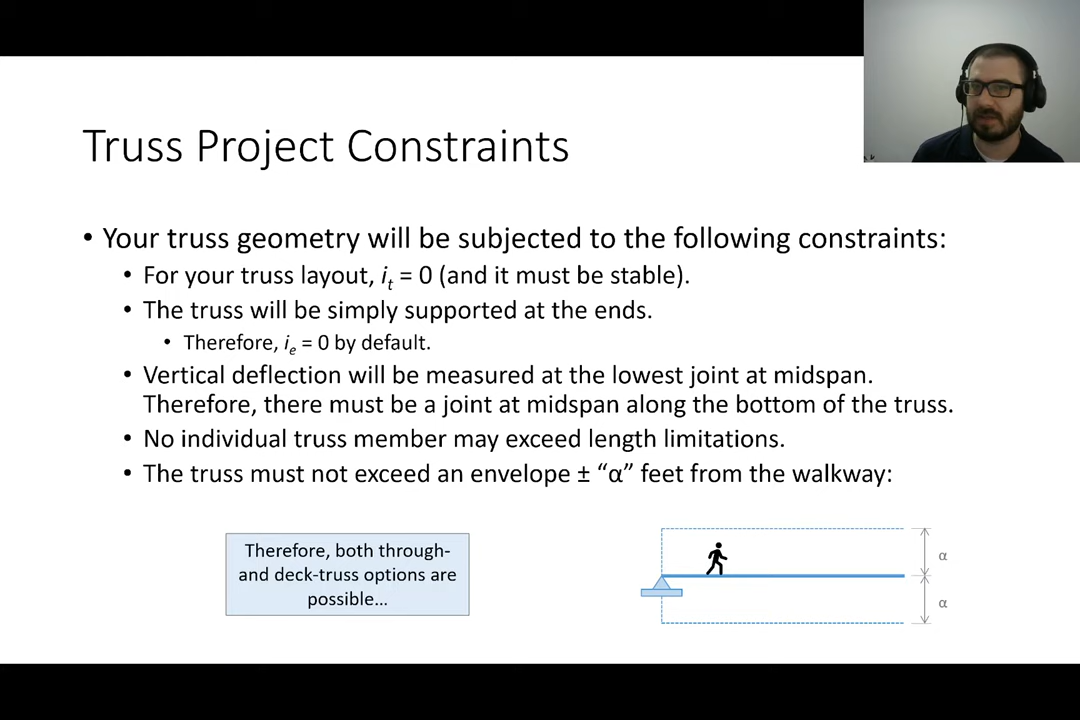 Truss Project Constraints
• Your truss geometry will be subjected to the following constraints:
• For your truss layout, iₜ = 0 (and it must be stable).
• The truss will be simply supported at the ends.
• Therefore, iₑ = 0 by default.
• Vertical deflection will be measured at the lowest joint at midspan.
Therefore, there must be a joint at midspan along the bottom of the truss.
• No individual truss member may exceed length limitations.
• The truss must not exceed an envelope ± “α” feet from the walkway:
Therefore, both through-
and deck-truss options are
possible…
α
α